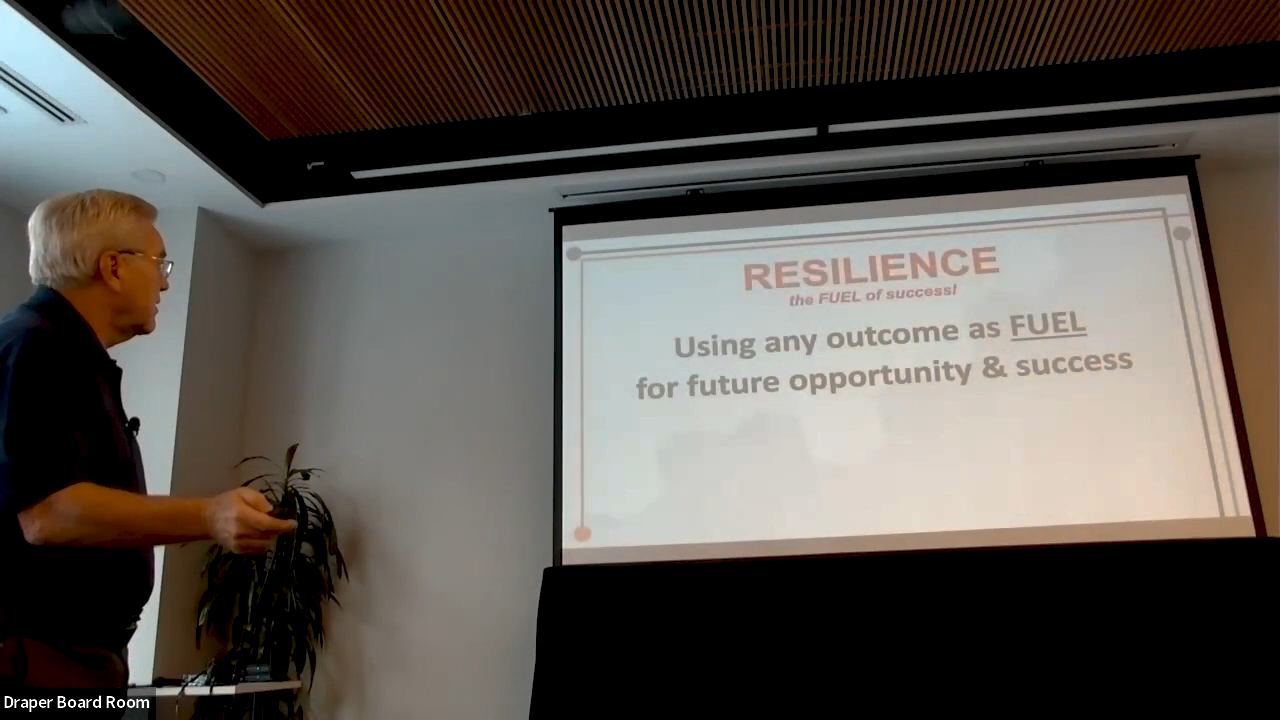 RESILIENCE
the FUEL of success!
Using any outcome as FUEL
for future opportunity & success
Draper Board Room